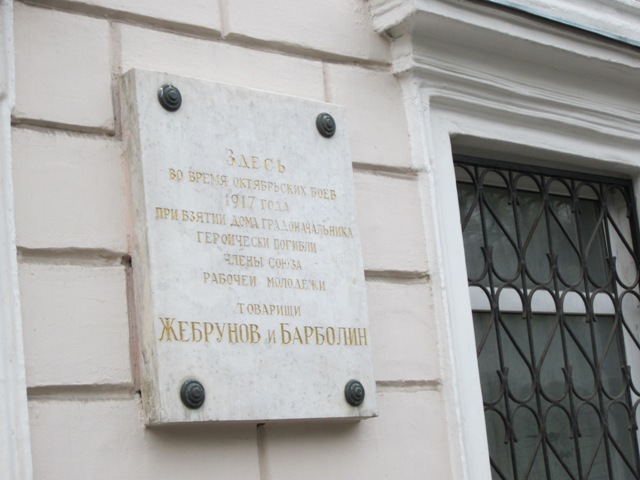 ЗДЕСЬ
ВО ВРЕМЯ ОКТЯБРЬСКИХ БОЕВ
1917 ГОДА
ПРИ ВЗЯТИИ ДОМА ГРАДОНАЧАЛЬНИКА
ГЕРОИЧЕСКИ ПОГИБЛИ
ЧЛЕНЫ СОЮЗА
РАБОЧЕЙ МОЛОДЕЖИ
ТОВАРИЩИ
ЖЕБРУНОВ И БАРБОЛИН